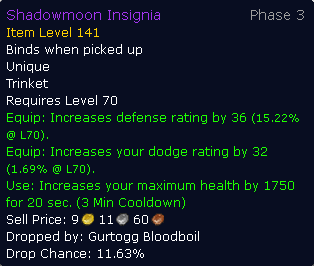 Shadowmoon Insignia Phase 3
Item Level 141
Binds when picked up
Unique
Trinket
Requires Level 70
Equip: Increases defense rating by 36 (15.22%
@ L70).
Equip: Increases your dodge rating by 32
(1.69% @ L70).
Use: Increases your maximum health by 1750
for 20 sec. (3 Min Cooldown)
Sell Price: 9 11 60
Dropped by: Gurtogg Bloodboil
Drop Chance: 11.63%